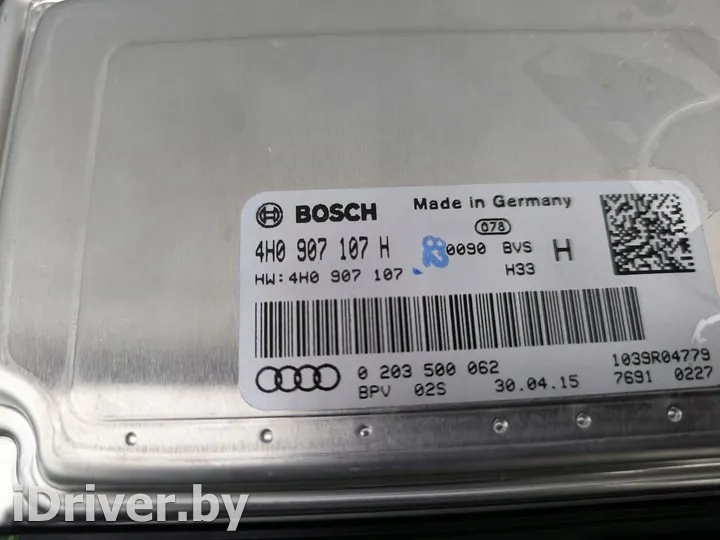 BOSCH Made in Germany
078
4H0 907 107 H 0090 BVS H
HW:4H0 907 107 H33
0 203 500 062 1039R04779
BPV 02S 30.04.15 7691 0227
iDriver.by